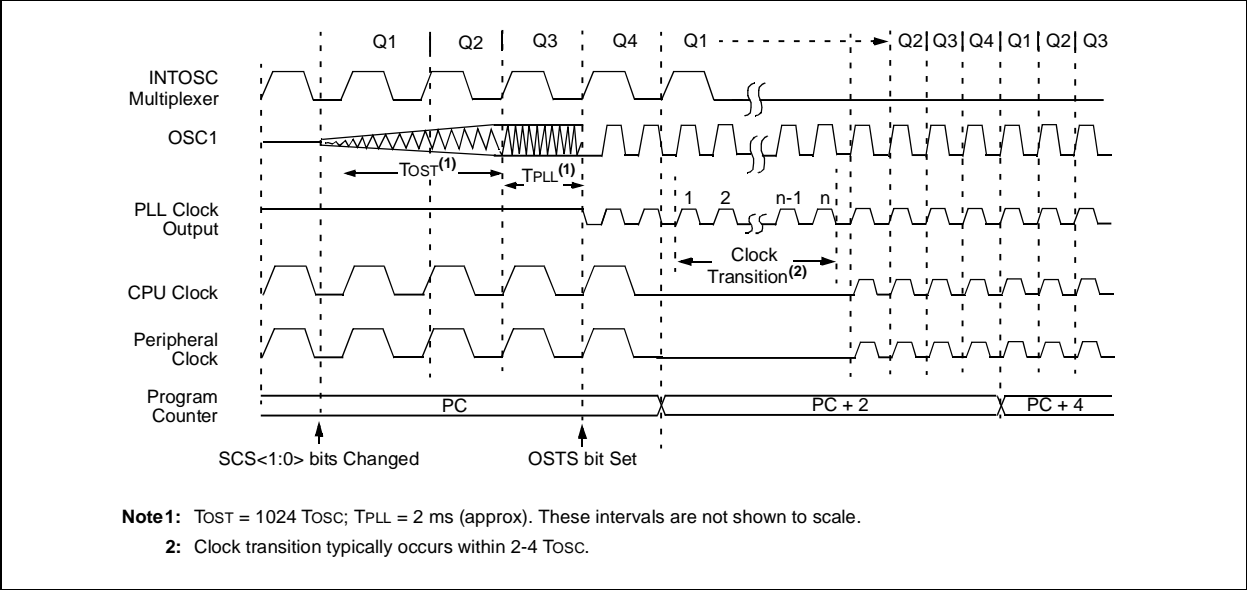 Q1 Q2 Q3 Q4 Q1 Q2 Q3 Q4 Q1 Q2 Q3
INTOSC
Multiplexer
OSC1
TOST(1)
TPLL(1)
1 2 n-1 n
PLL Clock
Output
Clock
Transition(2)
CPU Clock
Peripheral
Clock
Program
Counter
PC PC + 2 PC + 4
SCS<1:0> bits Changed OSTS bit Set
Note1: TOST = 1024 TOSC; TPLL = 2 ms (approx). These intervals are not shown to scale.
2: Clock transition typically occurs within 2-4 TOSC.